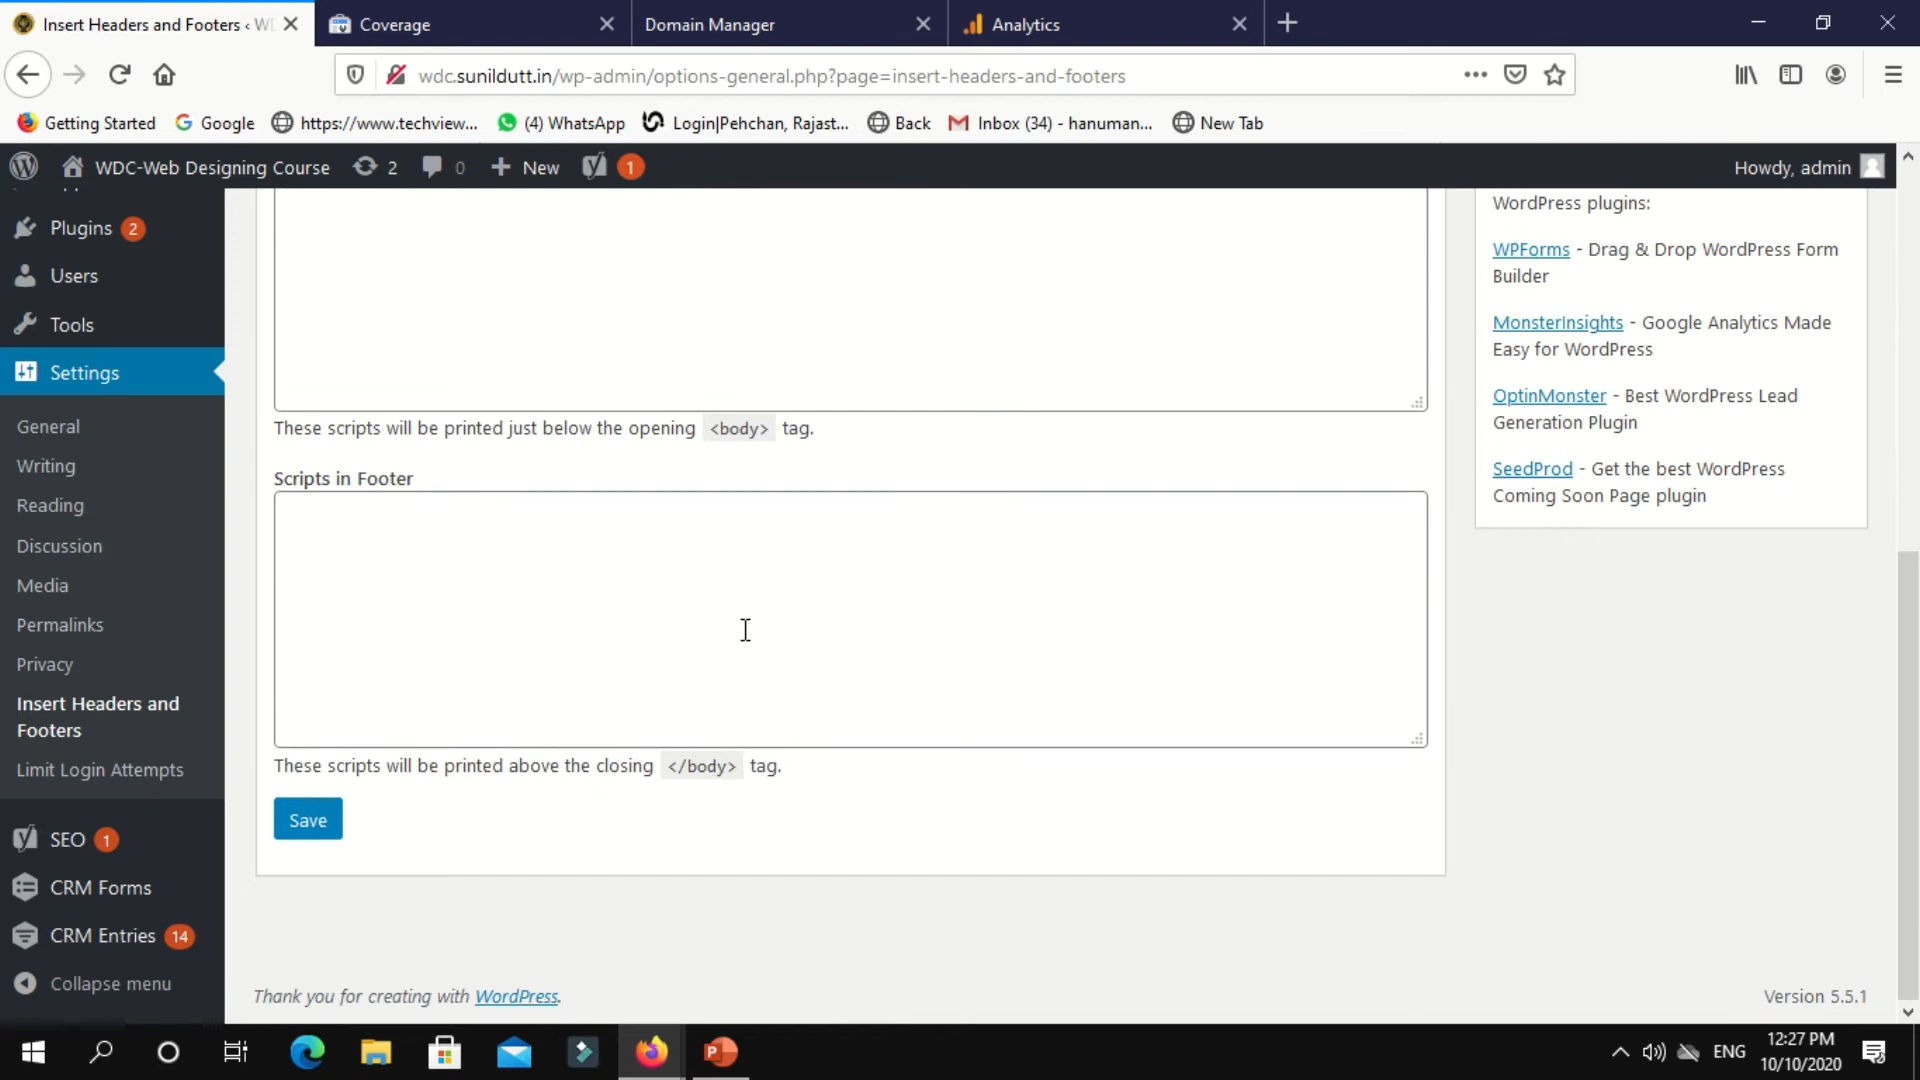 Insert Headers and Footers ‹ WD
Coverage
Domain Manager
Analytics
wdc.sunildutt.in/wp-admin/options-general.php?page=insert-headers-and-footers
Getting Started
Google
https://www.techview...
(4) WhatsApp
Login|Pehchan, Rajast...
Back
Inbox (34) - hanuman...
New Tab
WDC-Web Designing Course
2
0
New
1
Howdy, admin
Plugins 2
Users
Tools
Settings
General
Writing
Reading
Discussion
Media
Permalinks
Privacy
Insert Headers and
Footers
Limit Login Attempts
SEO 1
CRM Forms
CRM Entries 14
Collapse menu
These scripts will be printed just below the opening <body> tag.
Scripts in Footer
These scripts will be printed above the closing </body> tag.
Save
WordPress plugins:
WPForms - Drag & Drop WordPress Form
Builder
MonsterInsights - Google Analytics Made
Easy for WordPress
OptinMonster - Best WordPress Lead
Generation Plugin
SeedProd - Get the best WordPress
Coming Soon Page plugin
Thank you for creating with WordPress.
Version 5.5.1
ENG
12:27 PM
10/10/2020